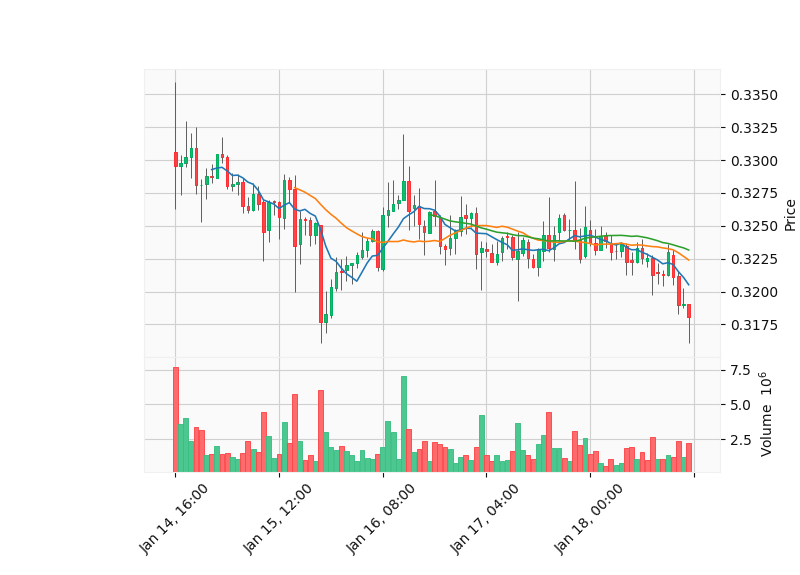 0.3350
0.3325
0.3300
0.3275
0.3250
0.3225
0.3200
0.3175
Price
7.5
5.0
2.5
Volume 10⁶
Jan 14, 16:00
Jan 15, 12:00
Jan 16, 08:00
Jan 17, 04:00
Jan 18, 00:00